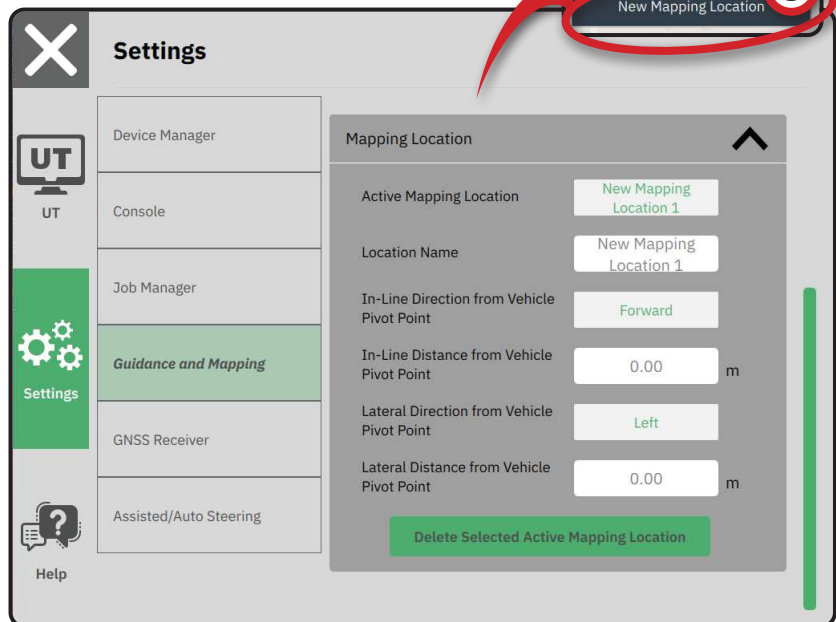 New Mapping Location
Settings
UT
UT
Settings
Help
Device Manager
Console
Job Manager
Guidance and Mapping
GNSS Receiver
Assisted/Auto Steering
Mapping Location
Active Mapping Location
New Mapping
Location 1
Location Name
New Mapping
Location 1
In-Line Direction from Vehicle
Pivot Point
Forward
In-Line Distance from Vehicle
Pivot Point
0.00
m
Lateral Direction from Vehicle
Pivot Point
Left
Lateral Distance from Vehicle
Pivot Point
0.00
m
Delete Selected Active Mapping Location